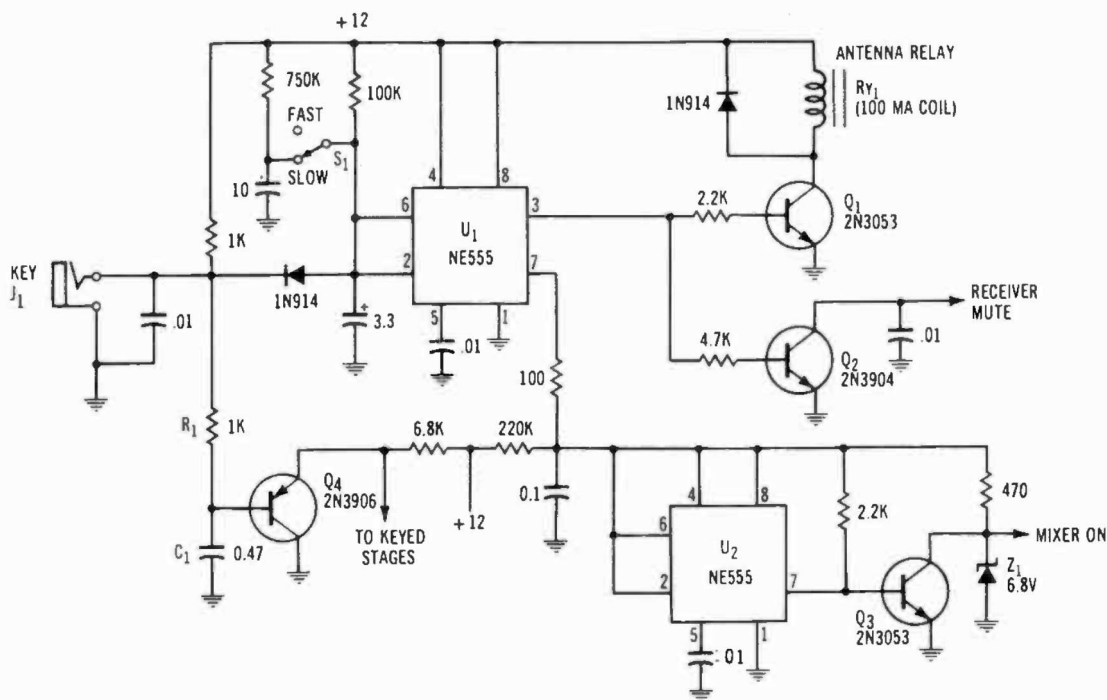 +12
ANTENNA RELAY
750K
100K
1N914
RY1
(100 MA COIL)
FAST
S1
SLOW
10
4
8
6
3
2.2K
Q1
2N3053
1K
U1
NE555
KEY
J1
2
7
1N914
.01
3.3
5
1
.01
4.7K
Q2
2N3904
.01
RECEIVER
MUTE
100
R1
1K
6.8K
220K
Q4
2N3906
+12
0.1
4
8
2.2K
470
TO KEYED
STAGES
6
U2
NE555
MIXER ON
C1
0.47
2
7
Z1
6.8V
5
1
Q3
2N3053
.01